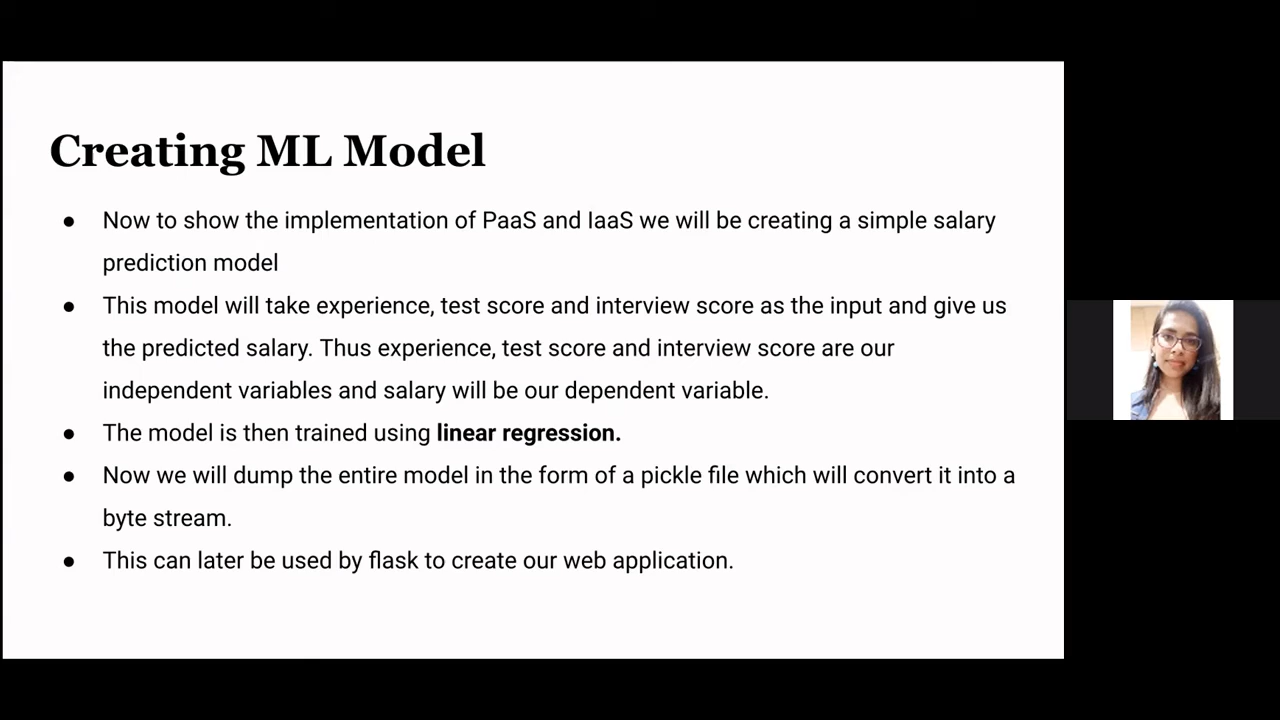 Creating ML Model
● Now to show the implementation of PaaS and IaaS we will be creating a simple salary
prediction model
● This model will take experience, test score and interview score as the input and give us
the predicted salary. Thus experience, test score and interview score are our
independent variables and salary will be our dependent variable.
● The model is then trained using linear regression.
● Now we will dump the entire model in the form of a pickle file which will convert it into a
byte stream.
● This can later be used by flask to create our web application.